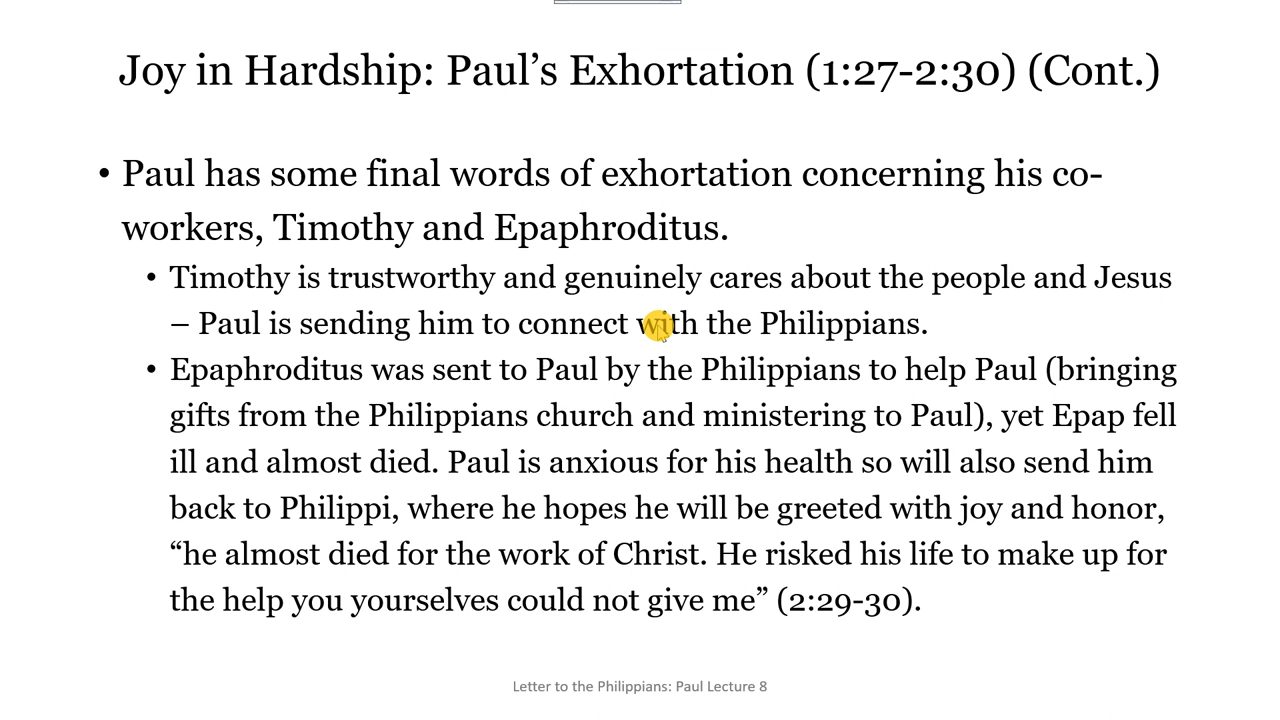 Joy in Hardship: Paul’s Exhortation (1:27-2:30) (Cont.)
• Paul has some final words of exhortation concerning his co-
workers, Timothy and Epaphroditus.
• Timothy is trustworthy and genuinely cares about the people and Jesus
– Paul is sending him to connect with the Philippians.
• Epaphroditus was sent to Paul by the Philippians to help Paul (bringing
gifts from the Philippians church and ministering to Paul), yet Epap fell
ill and almost died. Paul is anxious for his health so will also send him
back to Philippi, where he hopes he will be greeted with joy and honor,
“he almost died for the work of Christ. He risked his life to make up for
the help you yourselves could not give me” (2:29-30).
Letter to the Philippians: Paul Lecture 8